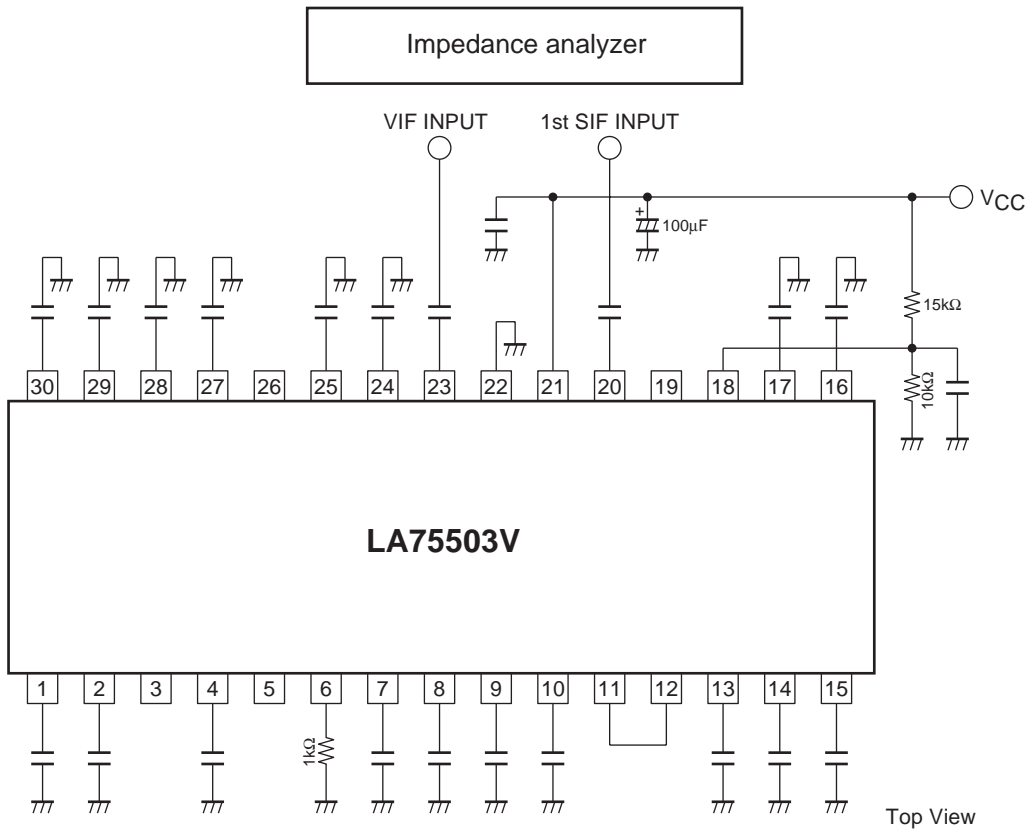 Impedance analyzer
VIF INPUT 1st SIF INPUT
VCC
+
100µF
15kΩ
10kΩ
30 29 28 27 26 25 24 23 22 21 20 19 18 17 16
LA75503V
1 2 3 4 5 6 7 8 9 10 11 12 13 14 15
1kΩ
Top View